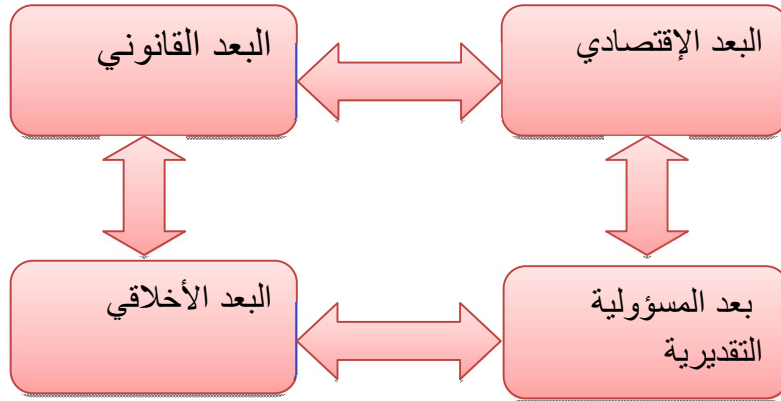 البعد الإقتصادي
البعد القانوني
بعد المسؤولية
التقديرية
البعد الأخلاقي